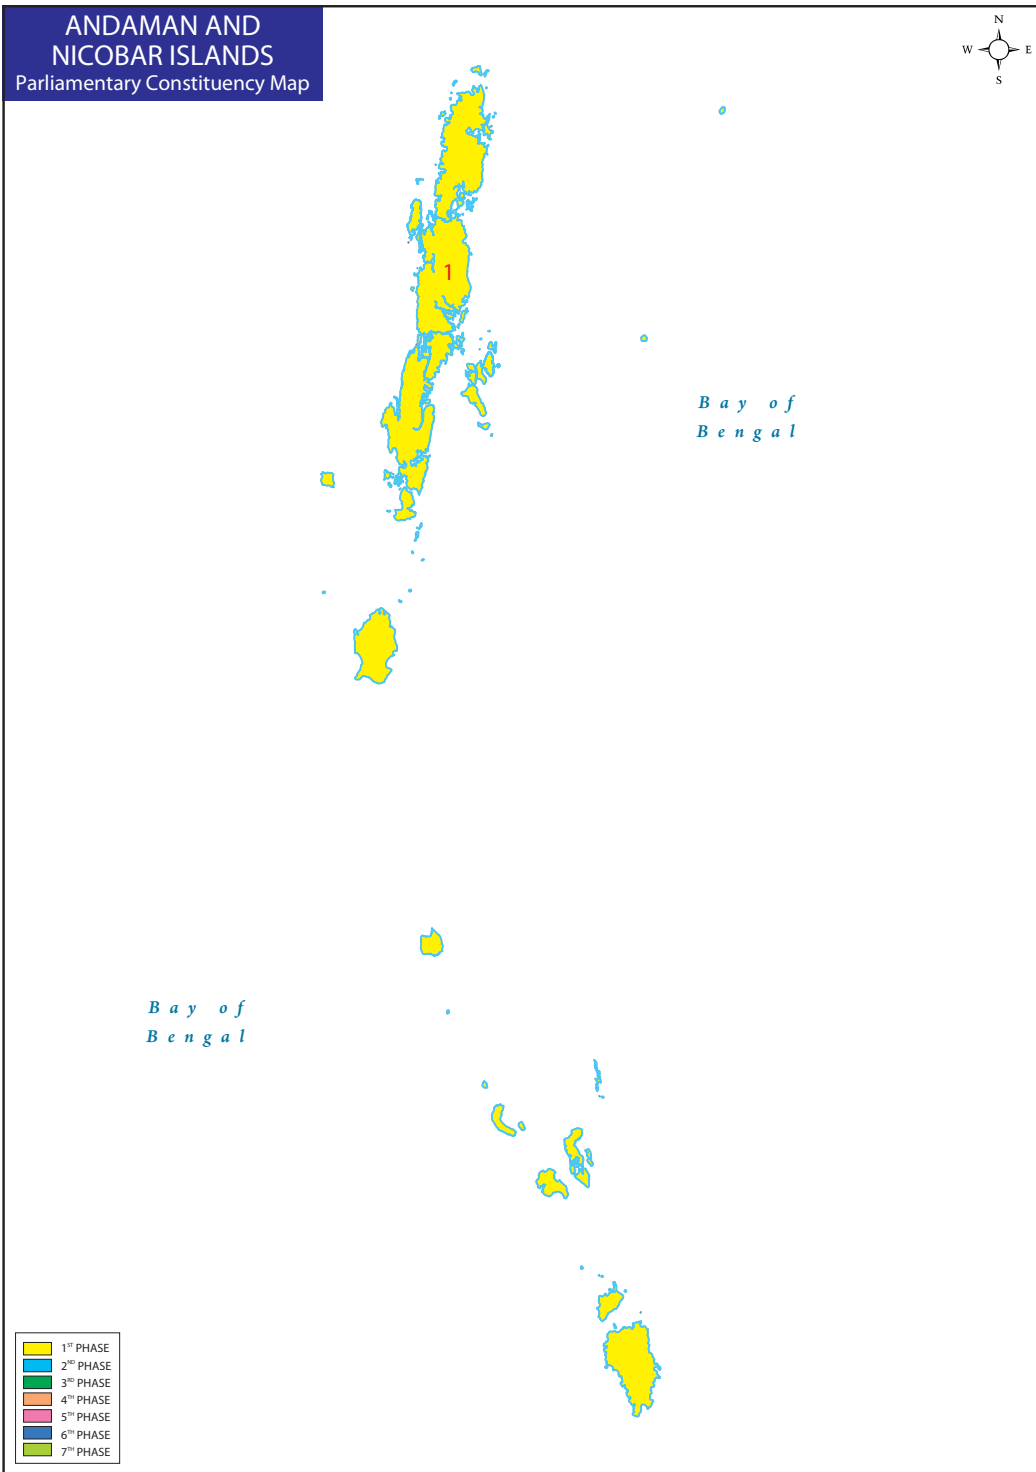 ANDAMAN AND
NICOBAR ISLANDS
Parliamentary Constituency Map
N
W E
S
1
Bay of
Bengal
Bay of
Bengal
1ST PHASE
2ND PHASE
3RD PHASE
4TH PHASE
5TH PHASE
6TH PHASE
7TH PHASE